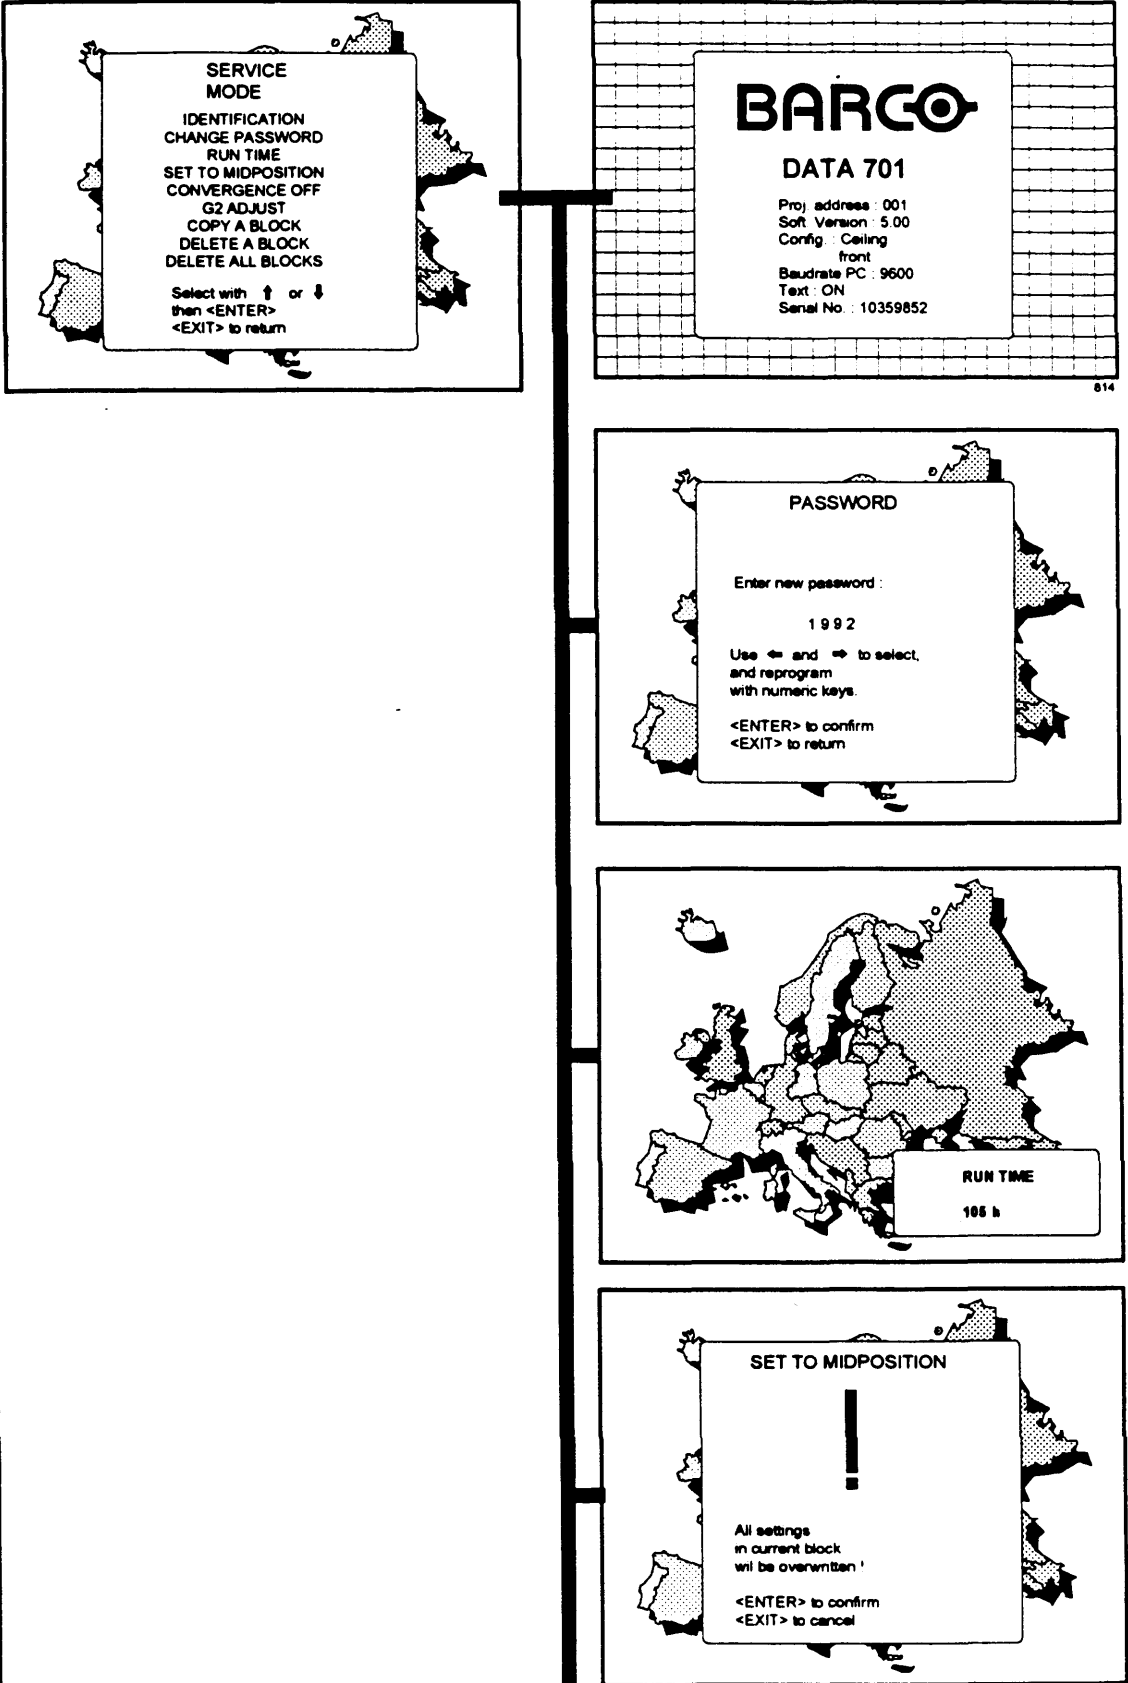 SERVICE
MODE
IDENTIFICATION
CHANGE PASSWORD
RUN TIME
SET TO MIDPOSITION
CONVERGENCE OFF
G2 ADJUST
COPY A BLOCK
DELETE A BLOCK
DELETE ALL BLOCKS
Select with ⬆ or ⬇
then <ENTER>
<EXIT> to return
BARCO
DATA 701
Proj. address : 001
Soft. Version : 5.00
Config. : Ceiling
front
Baudrate PC : 9600
Text : ON
Serial No. : 10359852
814
PASSWORD
Enter new password :
1 9 9 2
Use ⬅ and ➡ to select,
and reprogram
with numeric keys.
<ENTER> to confirm
<EXIT> to return
RUN TIME
105 h
SET TO MIDPOSITION
!
All settings
in current block
wil be overwritten !
<ENTER> to confirm
<EXIT> to cancel